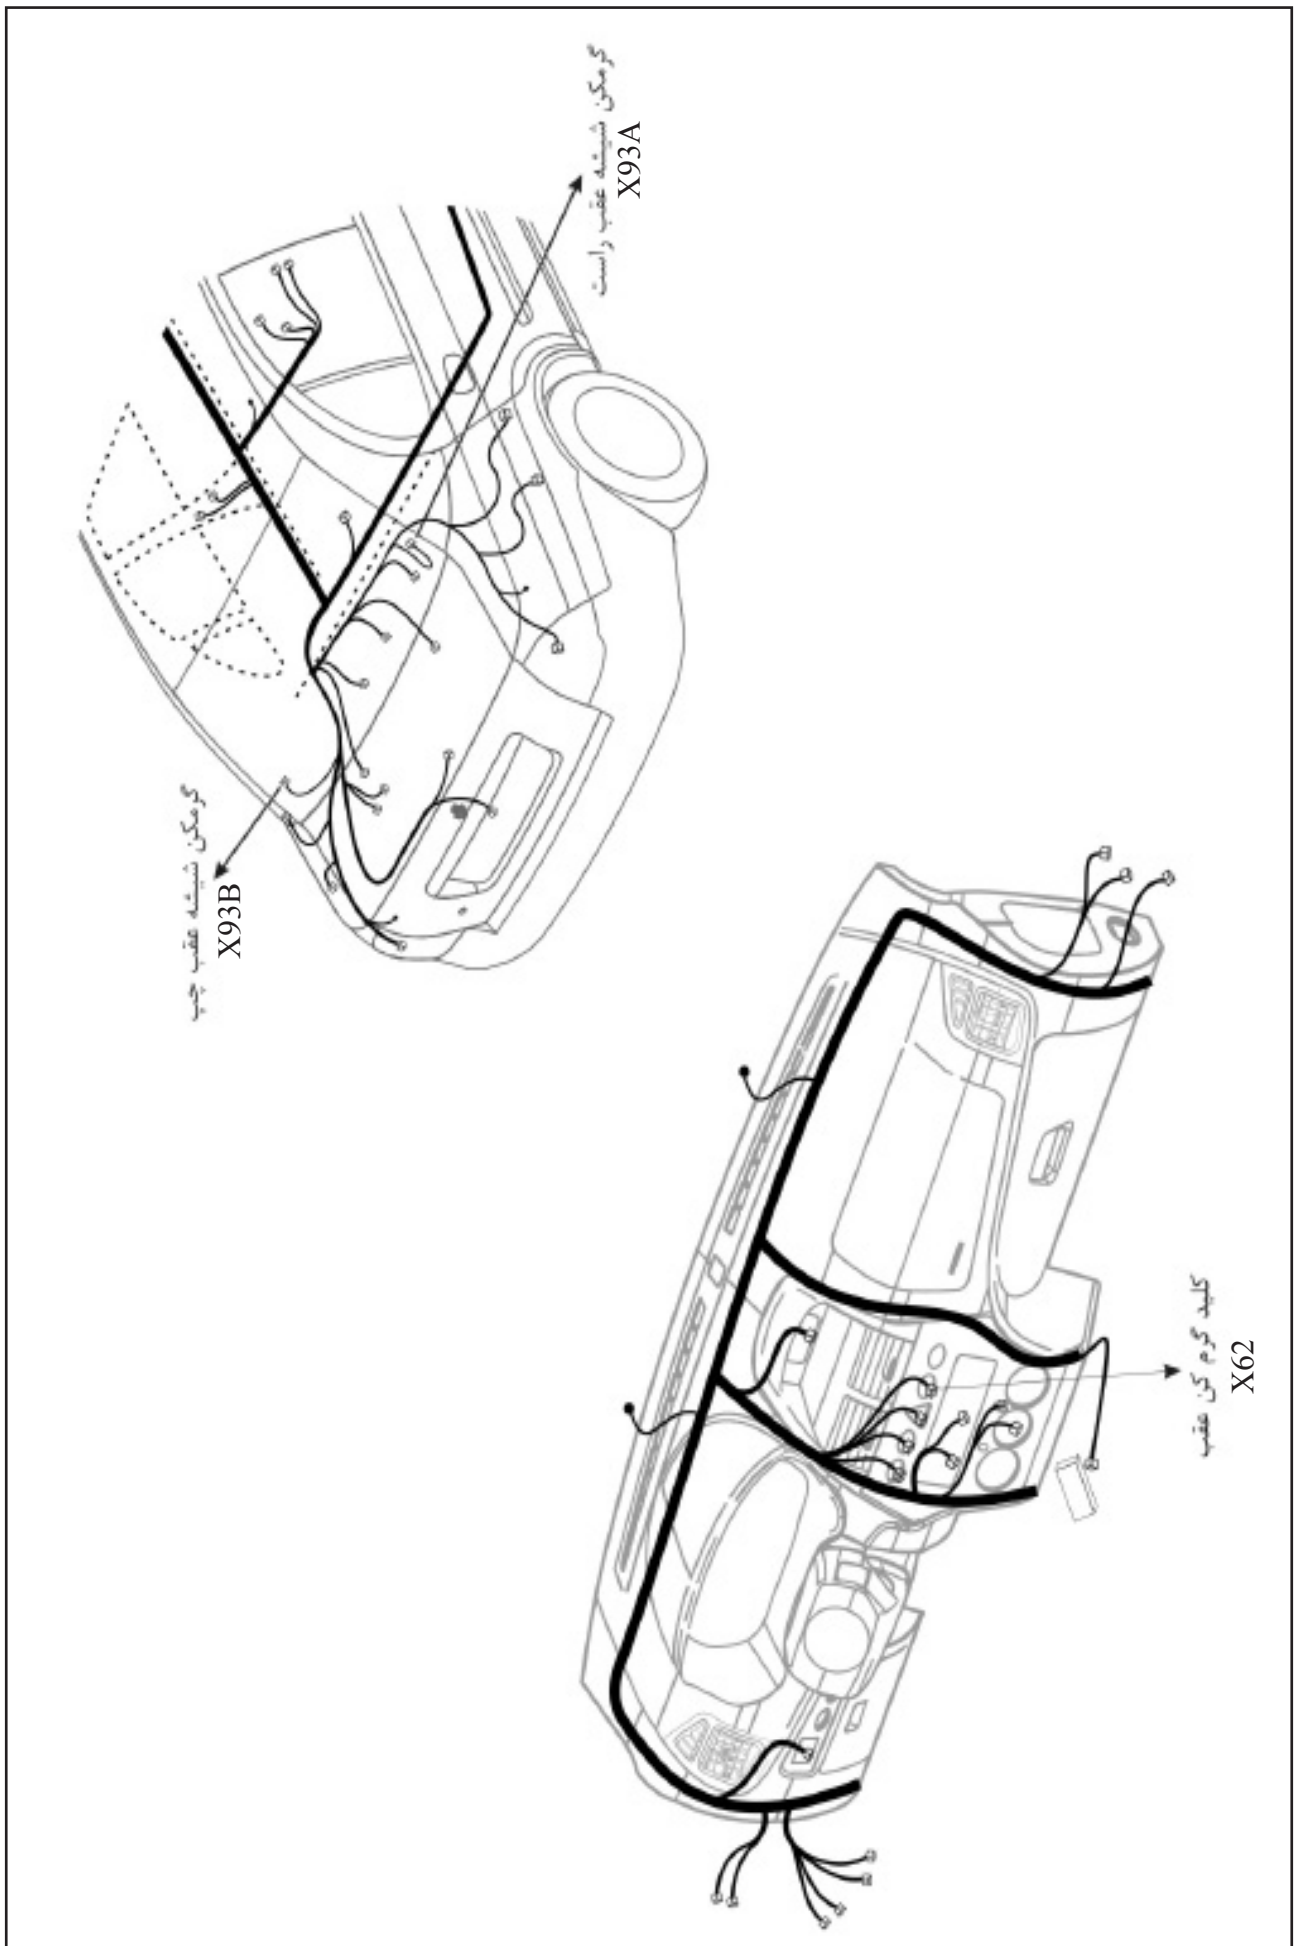 گرمکن شیشه عقب راست
X93A
گرمکن شیشه عقب چپ
X93B
کلید گرم کن عقب
X62